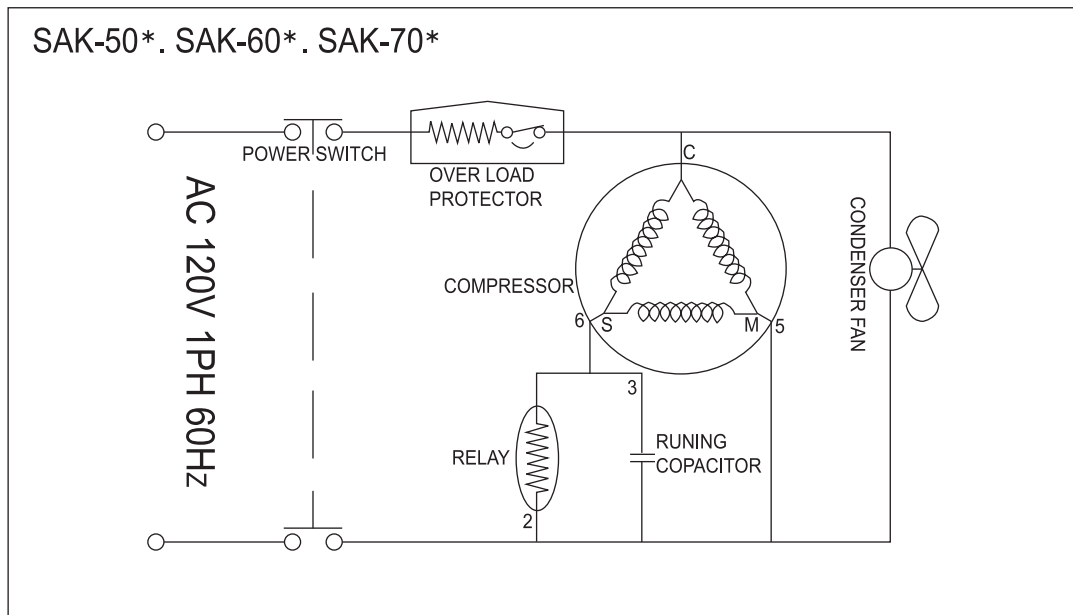 SAK-50*. SAK-60*. SAK-70*
POWER SWITCH
OVER LOAD
PROTECTOR
C
AC 120V 1PH 60Hz
COMPRESSOR
CONDENSER FAN
6
S
M
5
3
RELAY
RUNING
COPACITOR
2